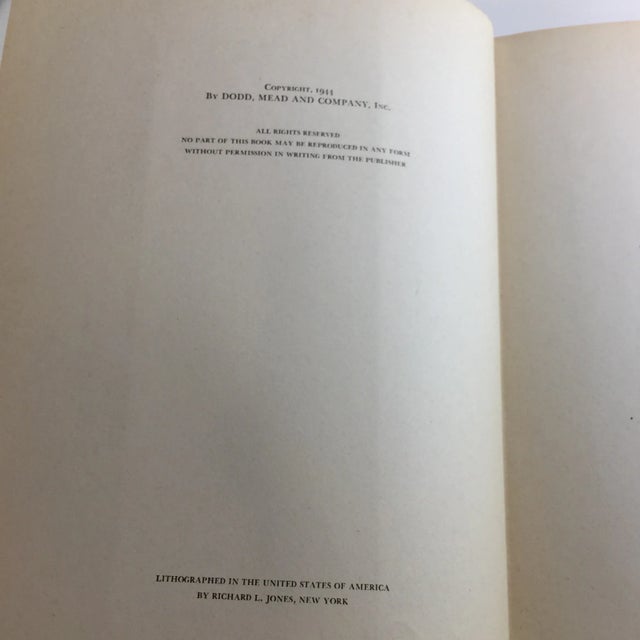 Copyright, 1944
By DODD, MEAD AND COMPANY, Inc.
ALL RIGHTS RESERVED
NO PART OF THIS BOOK MAY BE REPRODUCED IN ANY FORM
WITHOUT PERMISSION IN WRITING FROM THE PUBLISHER
LITHOGRAPHED IN THE UNITED STATES OF AMERICA
BY RICHARD L. JONES, NEW YORK